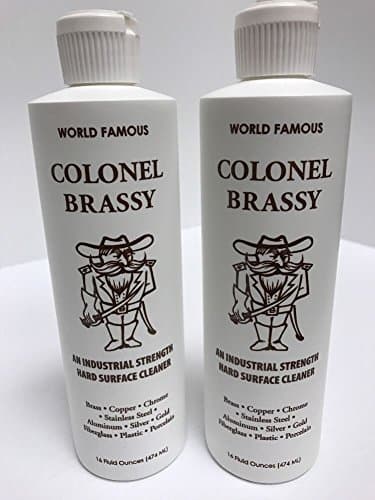 WORLD FAMOUS
COLONEL
BRASSY
AN INDUSTRIAL STRENGTH
HARD SURFACE CLEANER
Brass • Copper • Chrome
• Stainless Steel •
Aluminum • Silver • Gold
Fiberglass • Plastic • Porcelain
16 Fluid Ounces (474 ML)
WORLD FAMOUS
COLONEL
BRASSY
AN INDUSTRIAL STRENGTH
HARD SURFACE CLEANER
Brass • Copper • Chrome
• Stainless Steel •
Aluminum • Silver • Gold
Fiberglass • Plastic • Porcelain
16 Fluid Ounces (474 ML)